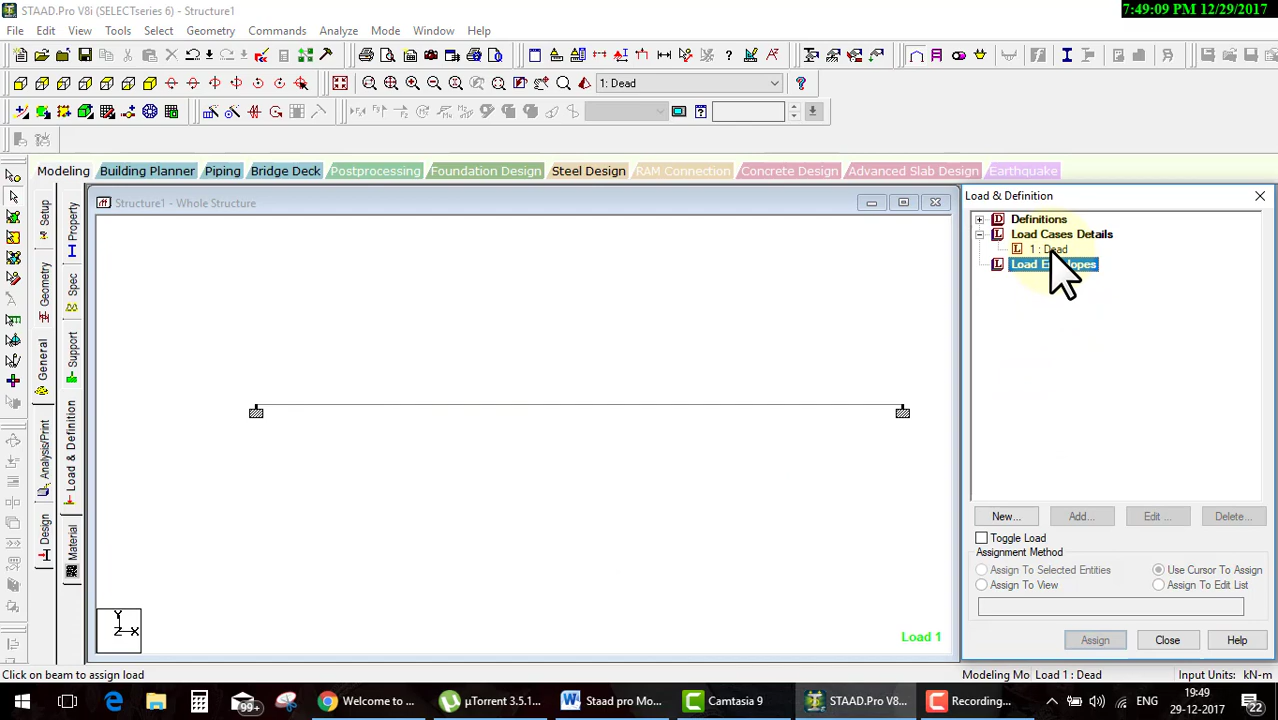 7:49:09 PM 12/29/2017
STAAD.Pro V8i (SELECTseries 6) - Structure1
File Edit View Tools Select Geometry Commands Analyze Mode Window Help
1: Dead
Modeling Building Planner Piping Bridge Deck Postprocessing Foundation Design Steel Design RAM Connection Concrete Design Advanced Slab Design Earthquake
Structure1 - Whole Structure
Load & Definition
Definitions
Load Cases Details
1 : Dead
Load Envelopes
Setup
Geometry
General
Analysis/Print
Design
Property
Spec
Support
Load & Definition
Material
Y
Z X
Load 1
New... Add... Edit ... Delete...
Toggle Load
Assignment Method
Assign To Selected Entities Use Cursor To Assign
Assign To View Assign To Edit List
Assign Close Help
Click on beam to assign load
Modeling Mo Load 1 : Dead Input Units: kN-m
99+ Welcome to ... µTorrent 3.5.1... Staad pro Mo... Camtasia 9 STAAD.Pro V8... Recording... ENG 19:49
29-12-2017 22